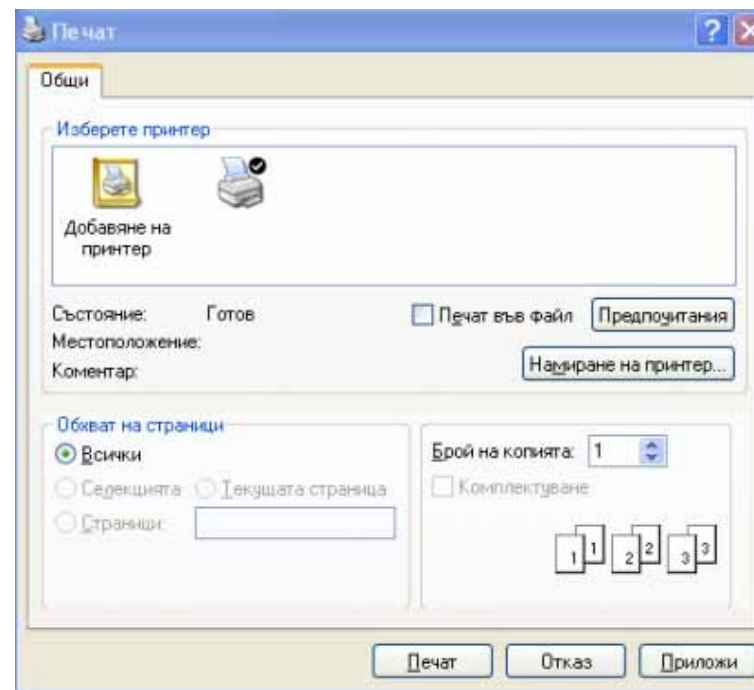 Печат
Общи
Изберете принтер
Добавяне на
принтер
Състояние: Готов
Печат във файл
Предпочитания
Местоположение:
Коментар:
Намиране на принтер...
Обхват на страници
Всички
Селекцията Текущата страница
Страници:
Брой на копията: 1
Комплектуване
1 1 2 2 3 3
Печат Отказ Приложи